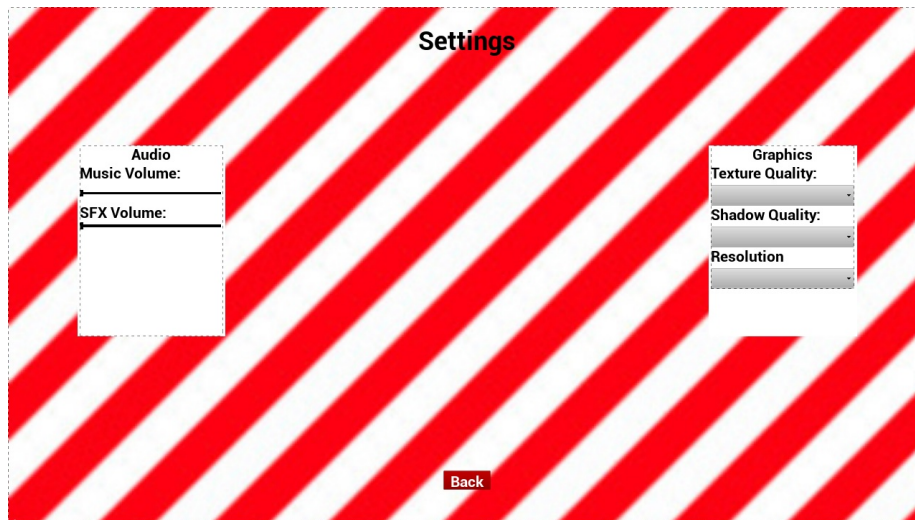 Settings
Audio
Music Volume:
SFX Volume:
Graphics
Texture Quality:
Shadow Quality:
Resolution
Back